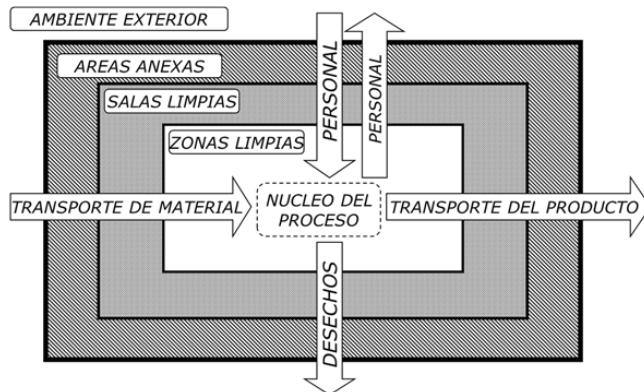 AMBIENTE EXTERIOR
AREAS ANEXAS
SALAS LIMPIAS
ZONAS LIMPIAS
PERSONAL
PERSONAL
TRANSPORTE DE MATERIAL
NUCLEO DEL
PROCESO
TRANSPORTE DEL PRODUCTO
DESECHOS